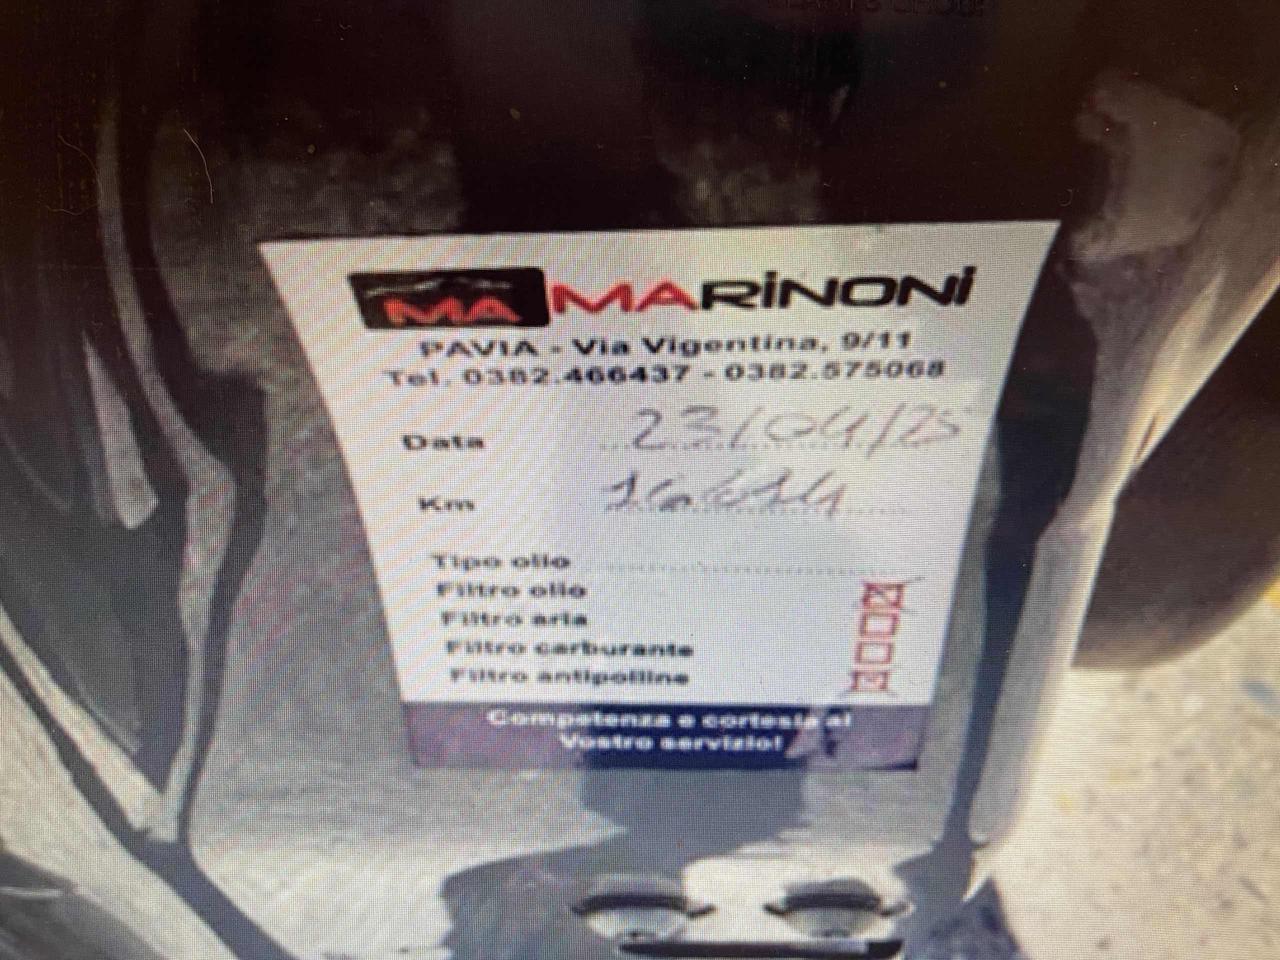 MA MARINONI
PAVIA - Via Vigentina, 9/11
Tel. 0382.466437 - 0382.575068
Data 23/04/25
Km
Tipo olio
Filtro olio
Filtro aria
Filtro carburante
Filtro antipolline
Competenza e cortesia al
Vostro servizio!